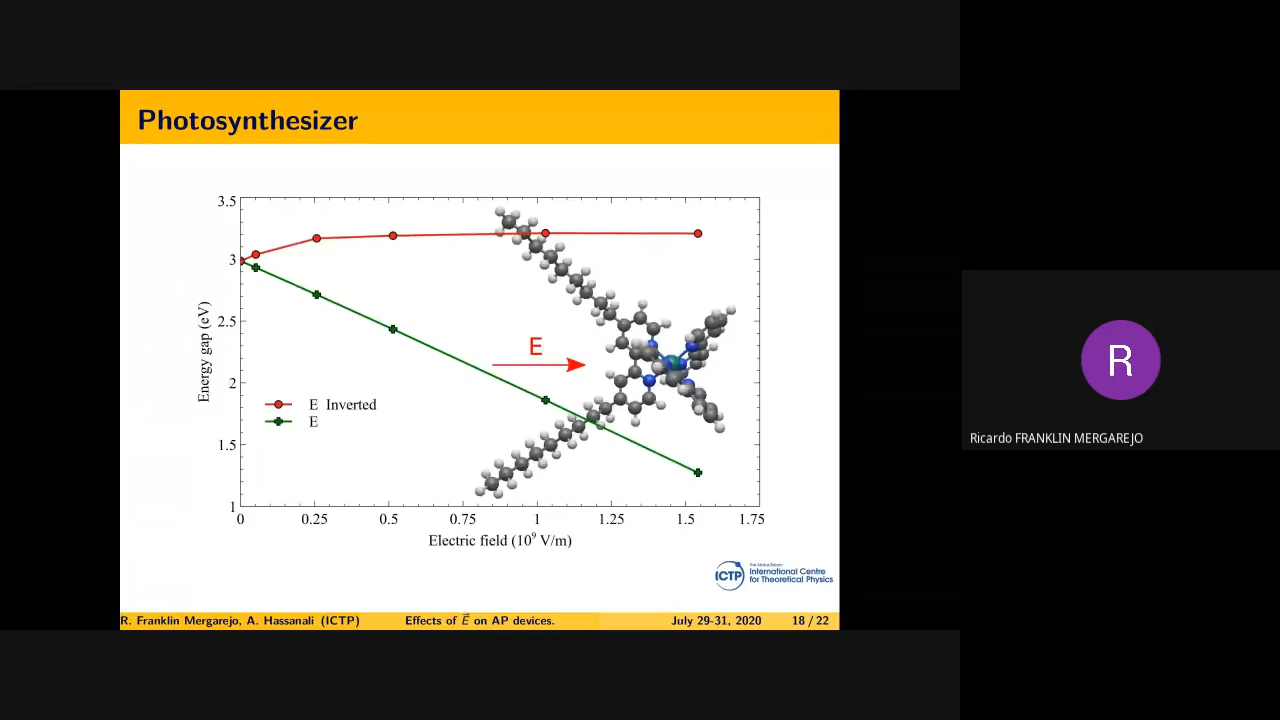 Photosynthesizer
3.5
3
2.5
2
1.5
1
Energy gap (eV)
E
E Inverted
E
0 0.25 0.5 0.75 1 1.25 1.5 1.75
Electric field (10⁹ V/m)
The Abdus Salam
International Centre
for Theoretical Physics
ICTP
R. Franklin Mergarejo, A. Hassanali (ICTP) Effects of E⃗ on AP devices. July 29-31, 2020 18 / 22
R
Ricardo FRANKLIN MERGAREJO